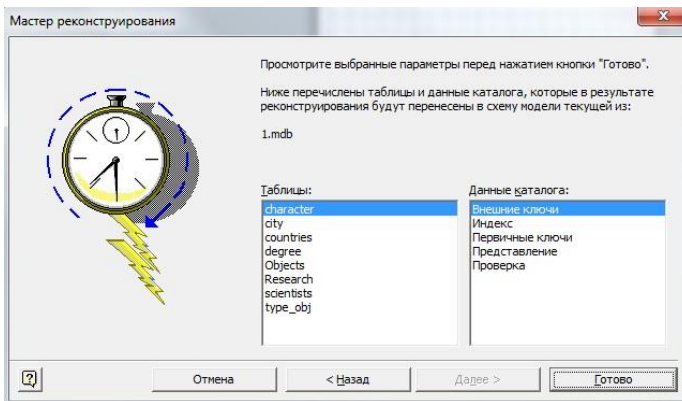 Мастер реконструирования
x
Просмотрите выбранные параметры перед нажатием кнопки "Готово".
Ниже перечислены таблицы и данные каталога, которые в результате
реконструирования будут перенесены в схему модели текущей из:
1.mdb
Таблицы:
character
city
countries
degree
Objects
Research
scientists
type_obj
Данные каталога:
Внешние ключи
Индекс
Первичные ключи
Представление
Проверка
?
Отмена
< Назад
Далее >
Готово